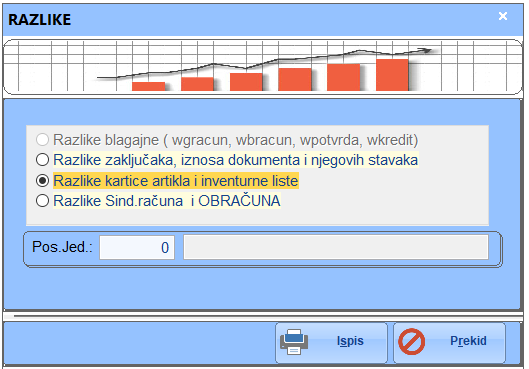 RAZLIKE
Razlike blagajne ( wgracun, wbracun, wpotvrda, wkredit)
Razlike zaključaka, iznosa dokumenta i njegovih stavaka
Razlike kartice artikla i inventurne liste
Razlike Sind.računa i OBRAČUNA
Pos.Jed.: 0
Ispis Prekid